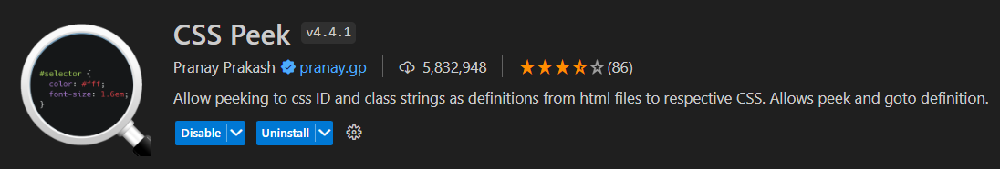 #selector {
color: #fff;
font-size: 1.6em;
}
CSS Peek v4.4.1
Pranay Prakash pranay.gp 5,832,948 (86)
Allow peeking to css ID and class strings as definitions from html files to respective CSS. Allows peek and goto definition.
Disable Uninstall